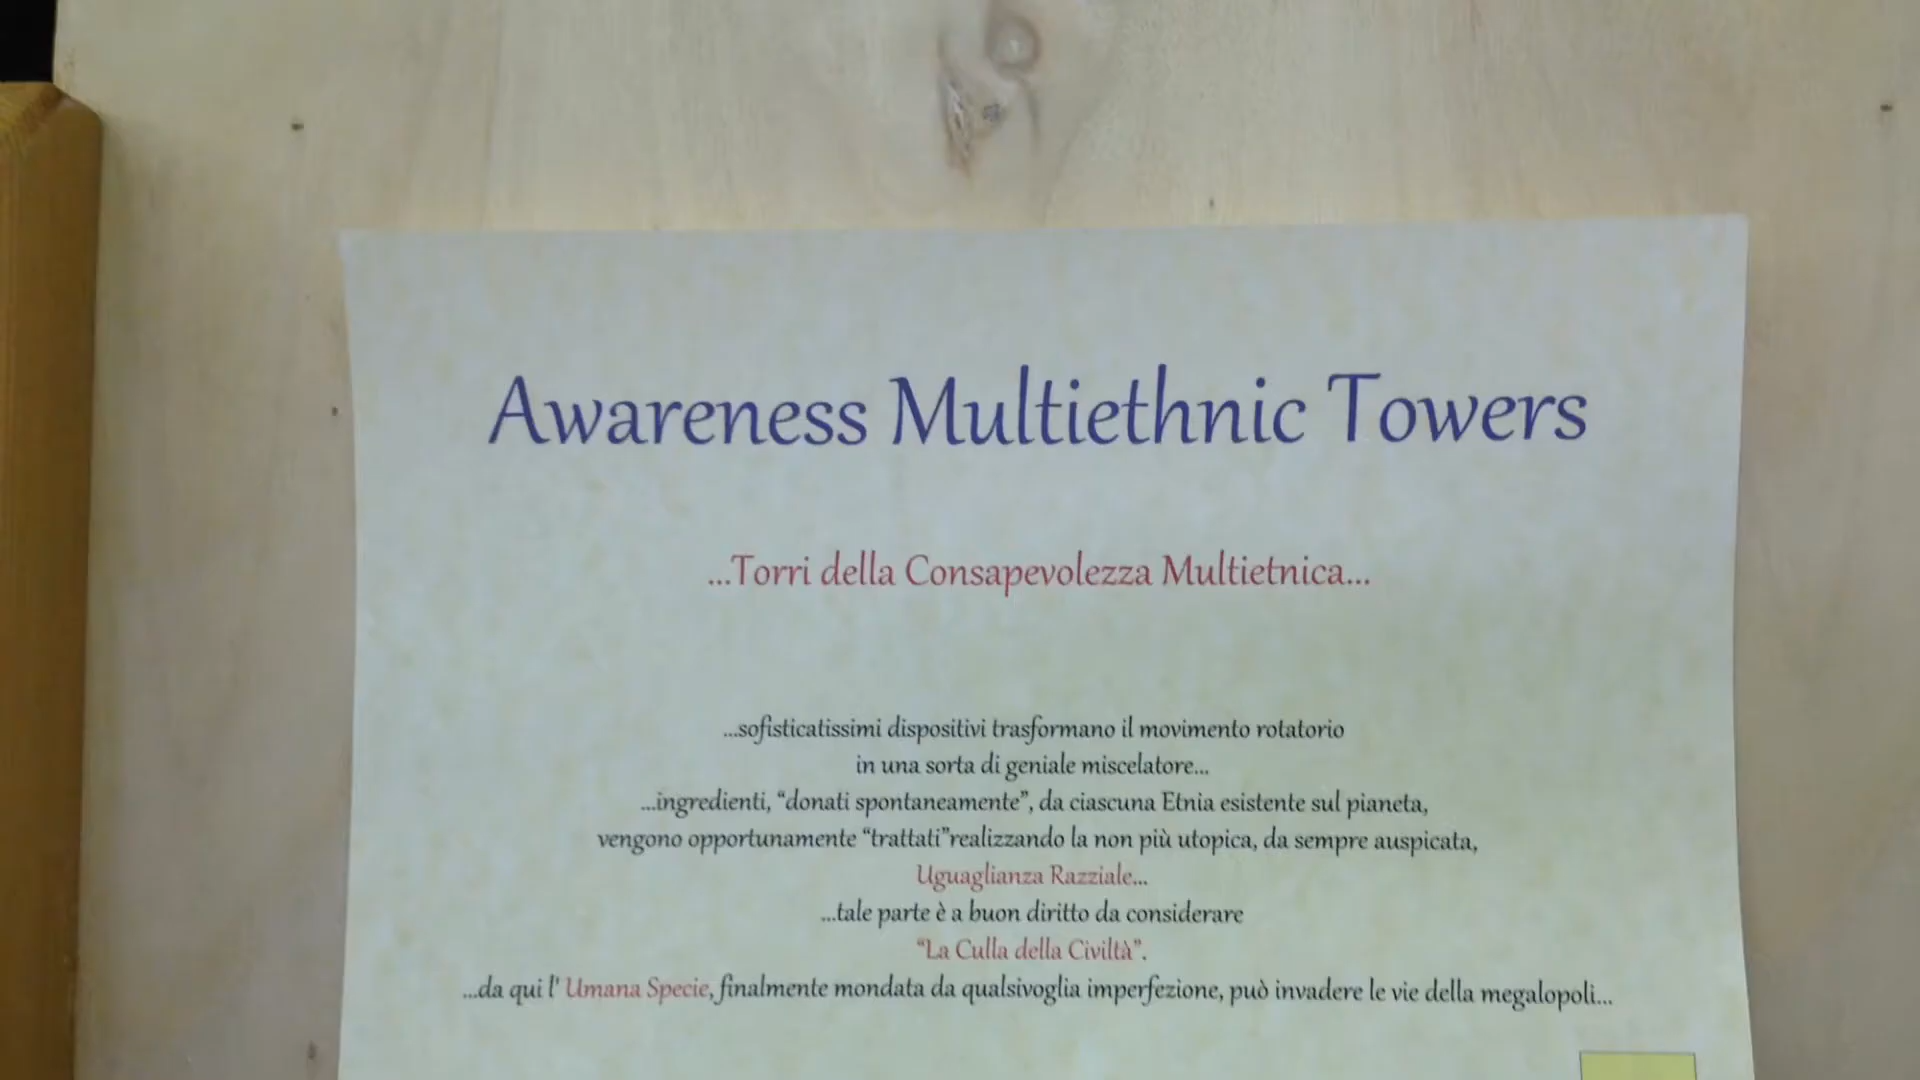 Awareness Multiethnic Towers
...Torri della Consapevolezza Multietnica...
...sofisticatissimi dispositivi trasformano il movimento rotatorio
in una sorta di geniale miscelatore...
...ingredienti, “donati spontaneamente”, da ciascuna Etnia esistente sul pianeta,
vengono opportunamente “trattati”realizzando la non più utopica, da sempre auspicata,
Uguaglianza Razziale...
...tale parte è a buon diritto da considerare
“La Culla della Civiltà”.
...da qui l' Umana Specie, finalmente mondata da qualsivoglia imperfezione, può invadere le vie della megalopoli...